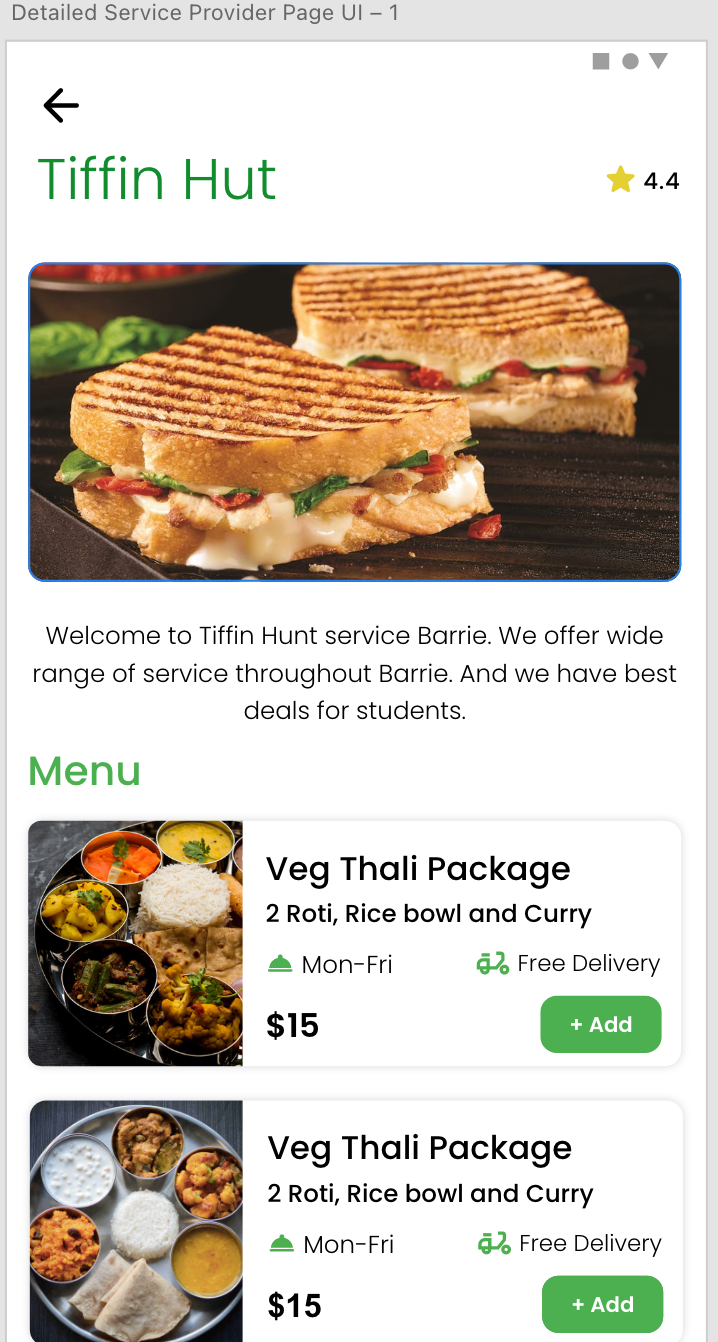 Detailed Service Provider Page UI – 1
Tiffin Hut
4.4
Welcome to Tiffin Hunt service Barrie. We offer wide
range of service throughout Barrie. And we have best
deals for students.
Menu
Veg Thali Package
2 Roti, Rice bowl and Curry
Mon-Fri
Free Delivery
$15
+ Add
Veg Thali Package
2 Roti, Rice bowl and Curry
Mon-Fri
Free Delivery
$15
+ Add